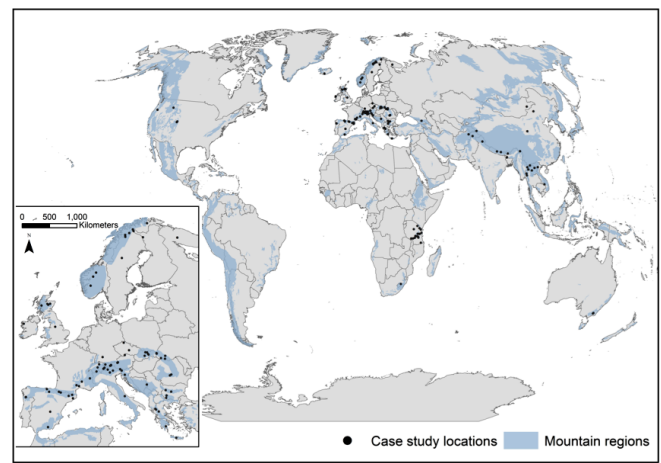 0 500 1,000
Kilometers
N
Case study locations
Mountain regions